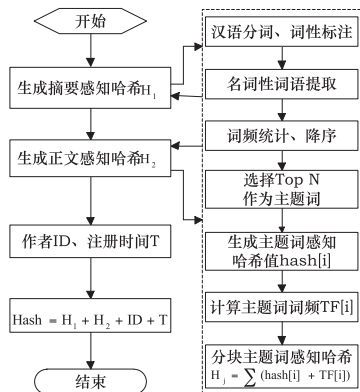 开始
生成摘要感知哈希H₁
生成正文感知哈希H₂
作者ID、注册时间T
Hash = H₁ + H₂ + ID + T
结束
汉语分词、词性标注
名词性词语提取
词频统计、降序
选择Top N
作为主题词
生成主题词感知
哈希值hash[i]
计算主题词词频TF[i]
分块主题词感知哈希
H_j = ∑ (hash[i] + TF[i])